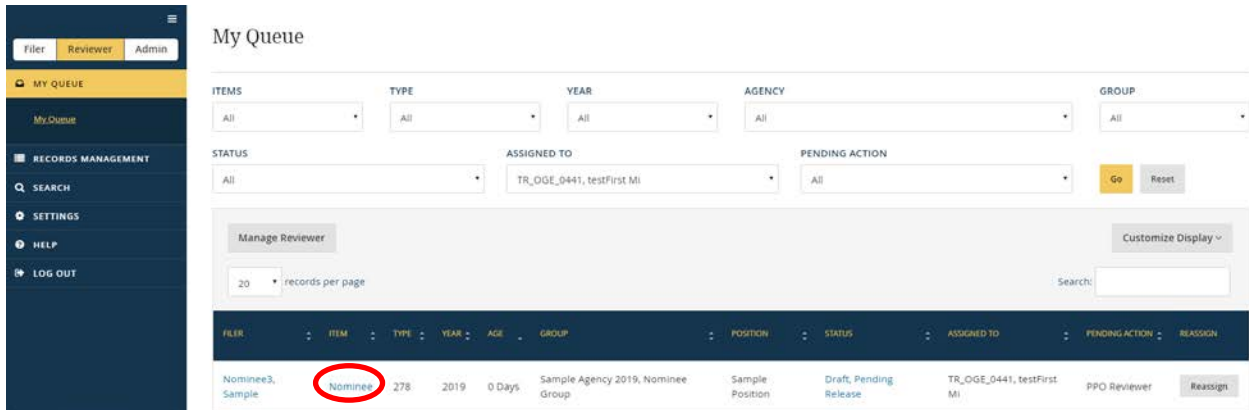 Filer Reviewer Admin
MY QUEUE
My Queue
RECORDS MANAGEMENT
SEARCH
SETTINGS
HELP
LOG OUT
My Queue
ITEMS TYPE YEAR AGENCY GROUP
All All All All All
STATUS ASSIGNED TO PENDING ACTION
All TR_OGE_0441, testFirst Mi All Go Reset
Manage Reviewer Customize Display
20 records per page Search:
FILER ITEM TYPE YEAR AGE GROUP POSITION STATUS ASSIGNED TO PENDING ACTION REASSIGN
Nominee3, Nominee 278 2019 0 Days Sample Agency 2019, Nominee Sample Draft, Pending TR_OGE_0441, testFirst PPO Reviewer Reassign
Sample Group Position Release Mi